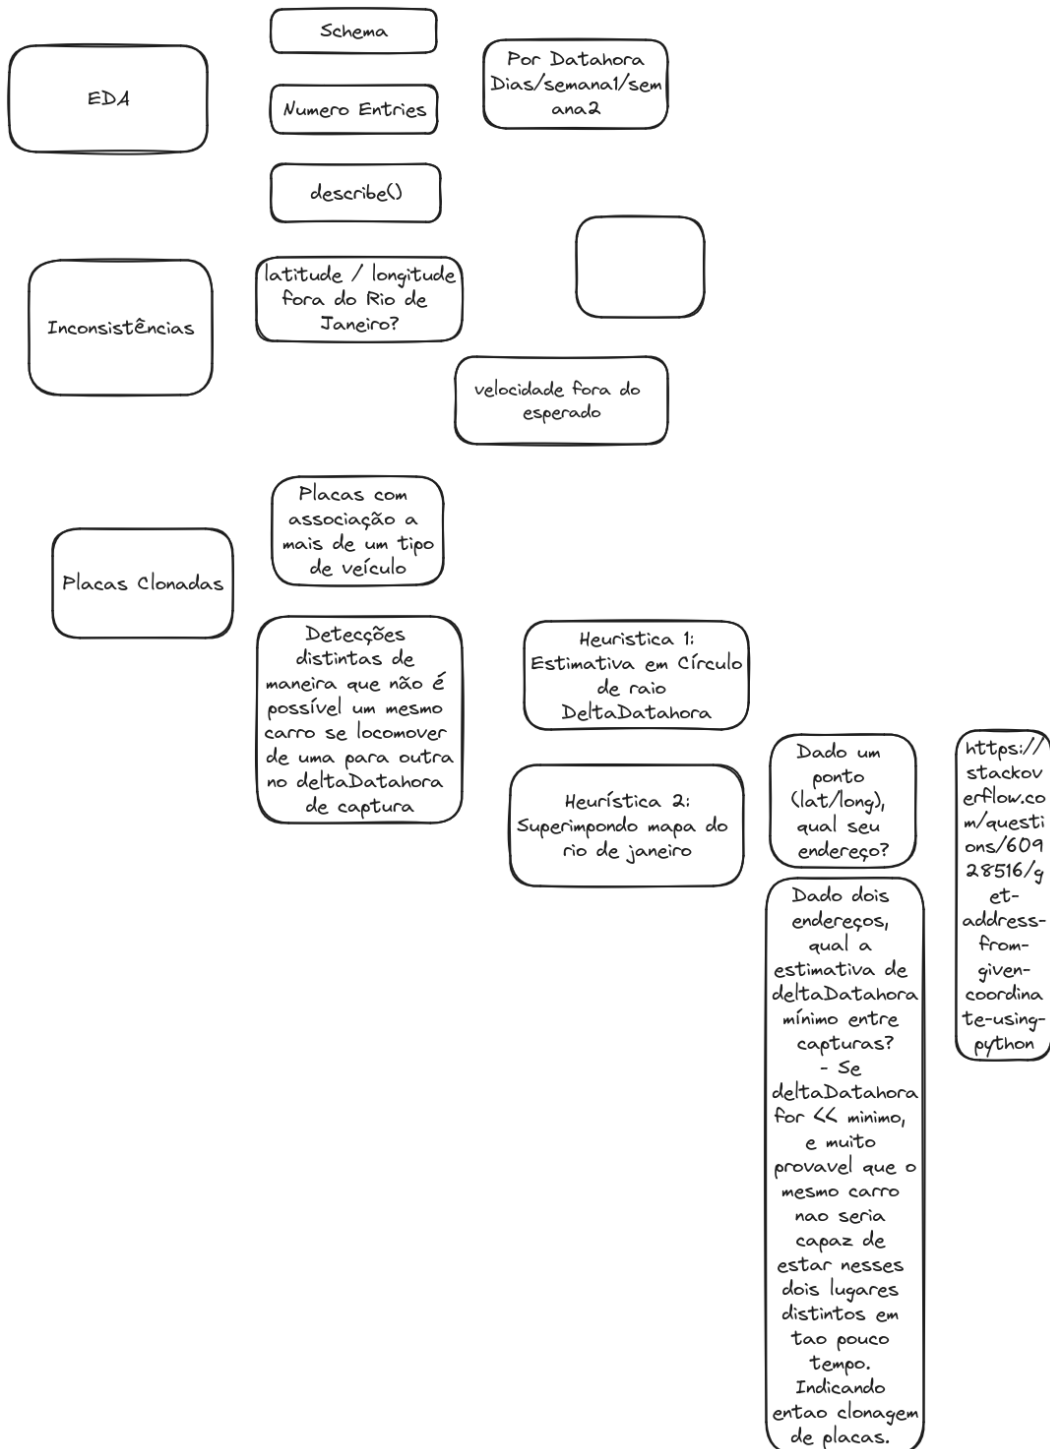 EDA
Schema
Numero Entries
describe()
Por Datahora
Dias/semana1/sem
ana2
Inconsistências
latitude / longitude
fora do Rio de
Janeiro?
velocidade fora do
esperado
Placas Clonadas
Placas com
associação a
mais de um tipo
de veículo
Detecções
distintas de
maneira que não é
possível um mesmo
carro se locomover
de uma para outra
no deltaDatahora
de captura
Heuristica 1:
Estimativa em Círculo
de raio
DeltaDatahora
Heurística 2:
Superimpondo mapa do
rio de janeiro
Dado um
ponto
(lat/long),
qual seu
endereço?
Dado dois
endereços,
qual a
estimativa de
deltaDatahora
mínimo entre
capturas?
- Se
deltaDatahora
for << minimo,
e muito
provavel que o
mesmo carro
nao seria
capaz de
estar nesses
dois lugares
distintos em
tao pouco
tempo.
Indicando
entao clonagem
de placas.
https://
stackov
erflow.co
m/questi
ons/609
28516/g
et-
address-
from-
given-
coordina
te-using-
python